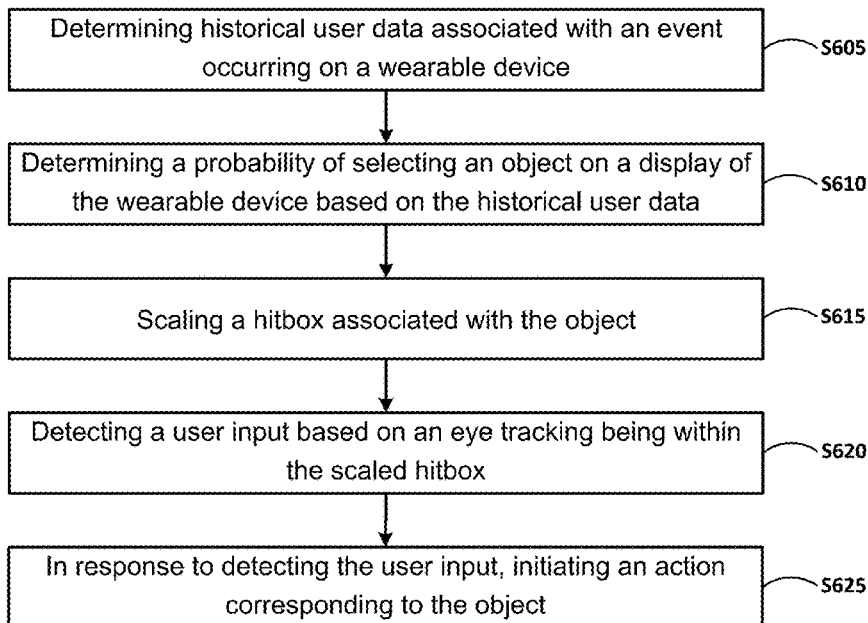 Determining historical user data associated with an event
occurring on a wearable device
S605
Determining a probability of selecting an object on a display of
the wearable device based on the historical user data
S610
Scaling a hitbox associated with the object
S615
Detecting a user input based on an eye tracking being within
the scaled hitbox
S620
In response to detecting the user input, initiating an action
corresponding to the object
S625